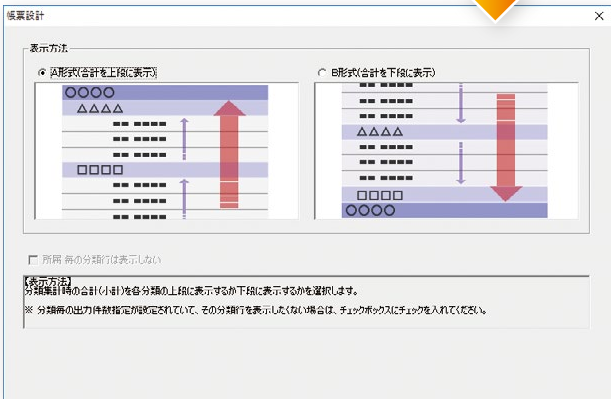 帳票設計
表示方法
A形式(合計を上段に表示)
B形式(合計を下段に表示)
○○○○
△△△△
□□□□
△△△△
□□□□
○○○○
所属 毎の分類行は表示しない
【表示方法】
分類集計時の合計(小計)を各分類の上段に表示するか下段に表示するかを選択します。
※ 分類毎の出力件数指定が設定されていて、その分類行を表示したくない場合は、チェックボックスにチェックを入れてください。